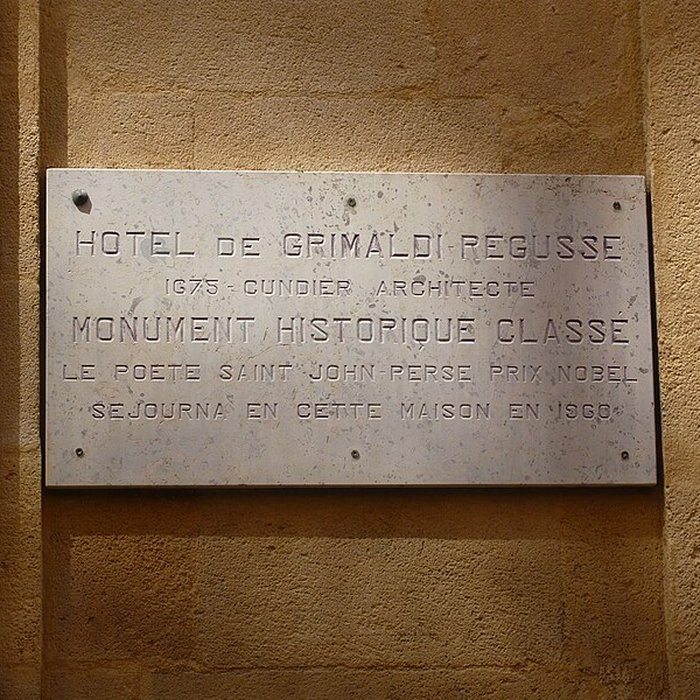 HOTEL DE GRIMALDI-REGUSSE
1675 - CUNDIER ARCHITECTE
MONUMENT HISTORIQUE CLASSÉ
LE POETE SAINT JOHN-PERSE PRIX NOBEL
SEJOURNA EN CETTE MAISON EN 1960